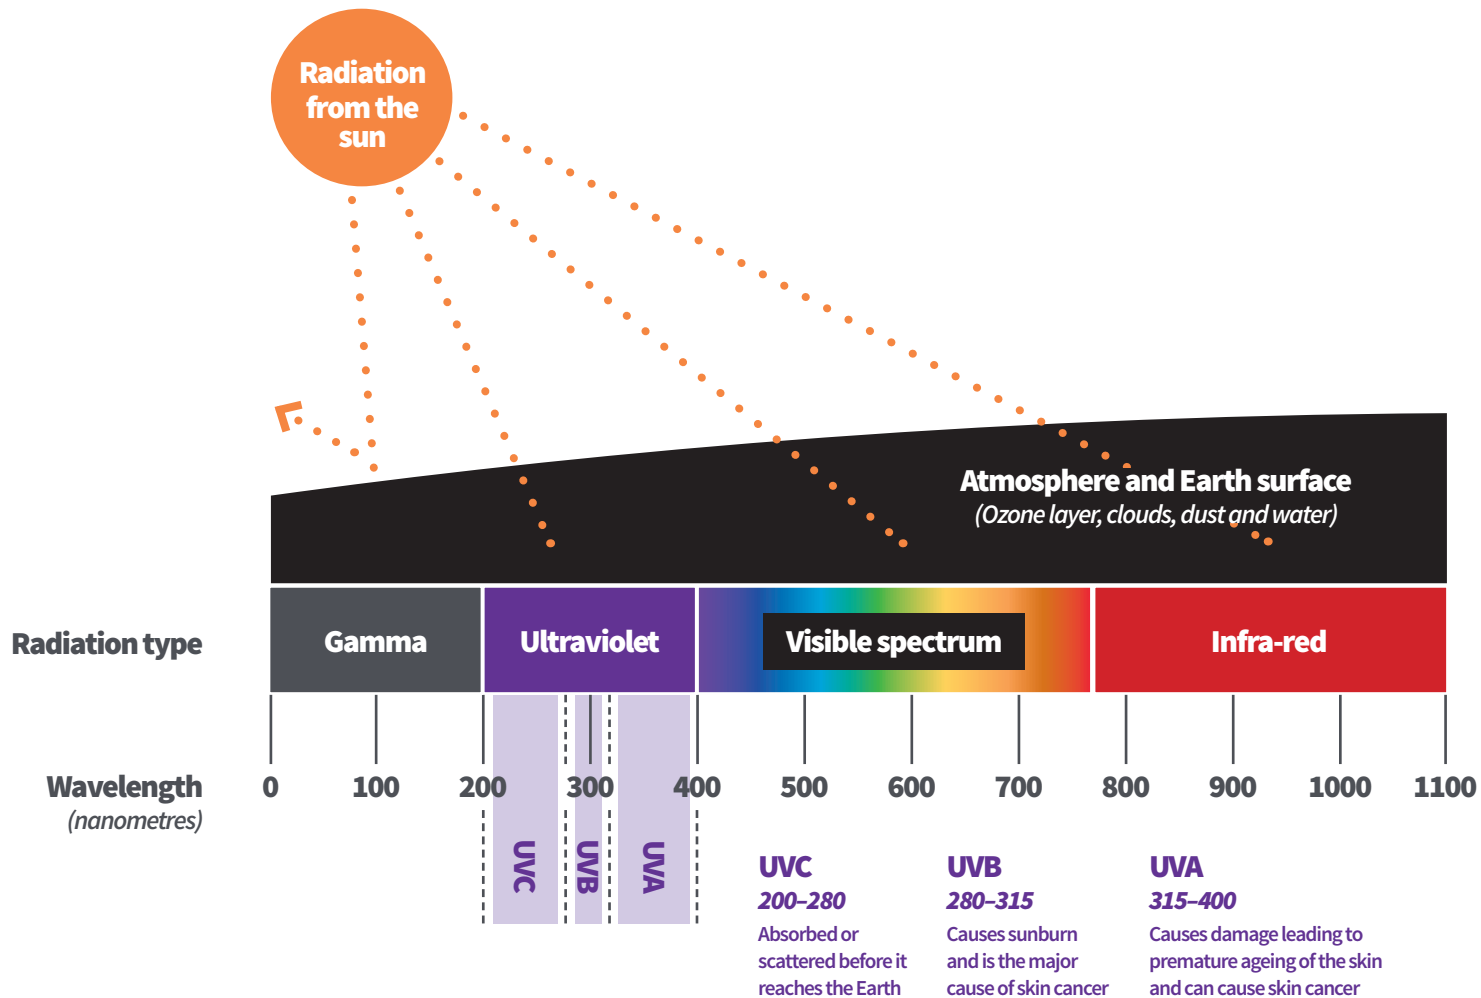 Radiation
from the
sun
Atmosphere and Earth surface
(Ozone layer, clouds, dust and water)
Radiation type
Gamma
Ultraviolet
Visible spectrum
Infra-red
Wavelength
(nanometres)
0 100 200 300 400 500 600 700 800 900 1000 1100
UVC
UVB
UVA
UVC
200–280
Absorbed or
scattered before it
reaches the Earth
UVB
280–315
Causes sunburn
and is the major
cause of skin cancer
UVA
315–400
Causes damage leading to
premature ageing of the skin
and can cause skin cancer